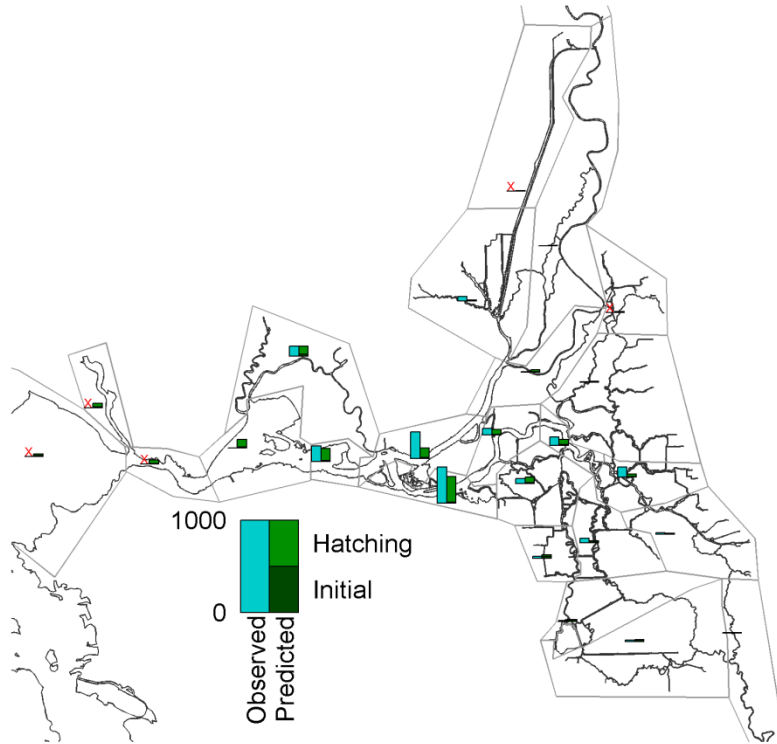 X
X
X
X
X
1000
Hatching
Initial
0
Observed
Predicted